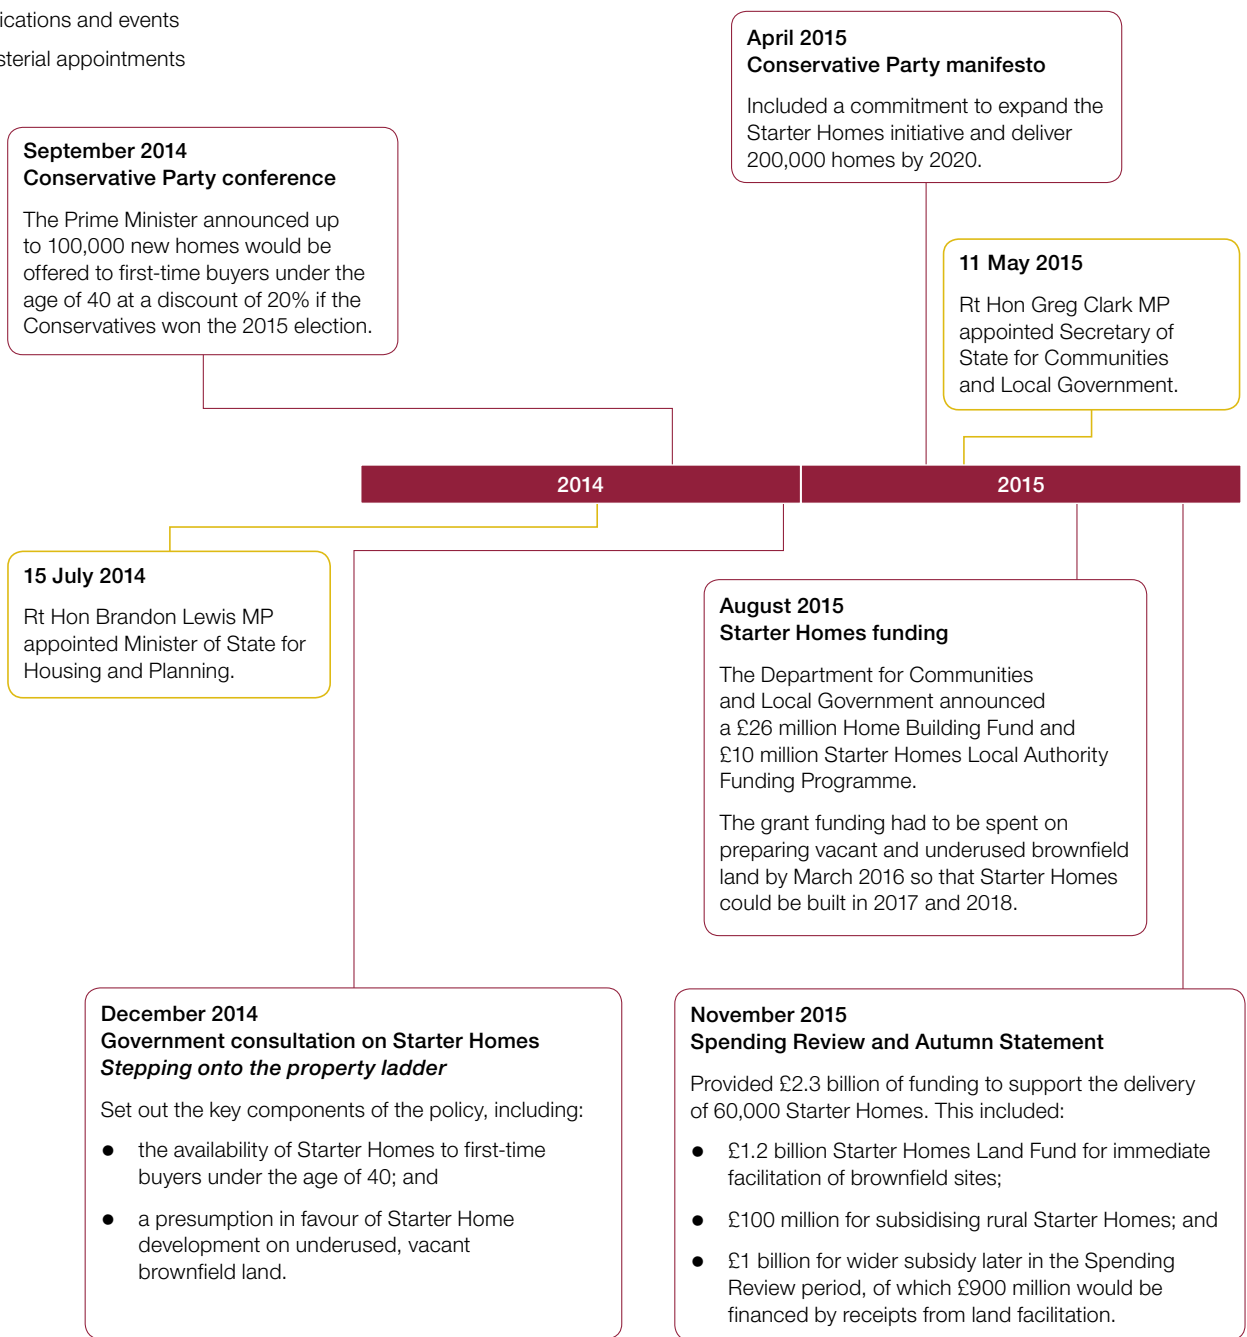 ications and events
sterial appointments
April 2015
Conservative Party manifesto
Included a commitment to expand the
Starter Homes initiative and deliver
200,000 homes by 2020.
September 2014
Conservative Party conference
The Prime Minister announced up
to 100,000 new homes would be
offered to first-time buyers under the
age of 40 at a discount of 20% if the
Conservatives won the 2015 election.
11 May 2015
Rt Hon Greg Clark MP
appointed Secretary of
State for Communities
and Local Government.
2014
2015
15 July 2014
Rt Hon Brandon Lewis MP
appointed Minister of State for
Housing and Planning.
August 2015
Starter Homes funding
The Department for Communities
and Local Government announced
a £26 million Home Building Fund and
£10 million Starter Homes Local Authority
Funding Programme.
The grant funding had to be spent on
preparing vacant and underused brownfield
land by March 2016 so that Starter Homes
could be built in 2017 and 2018.
December 2014
Government consultation on Starter Homes
Stepping onto the property ladder
Set out the key components of the policy, including:
● the availability of Starter Homes to first-time
buyers under the age of 40; and
● a presumption in favour of Starter Home
development on underused, vacant
brownfield land.
November 2015
Spending Review and Autumn Statement
Provided £2.3 billion of funding to support the delivery
of 60,000 Starter Homes. This included:
● £1.2 billion Starter Homes Land Fund for immediate
facilitation of brownfield sites;
● £100 million for subsidising rural Starter Homes; and
● £1 billion for wider subsidy later in the Spending
Review period, of which £900 million would be
financed by receipts from land facilitation.